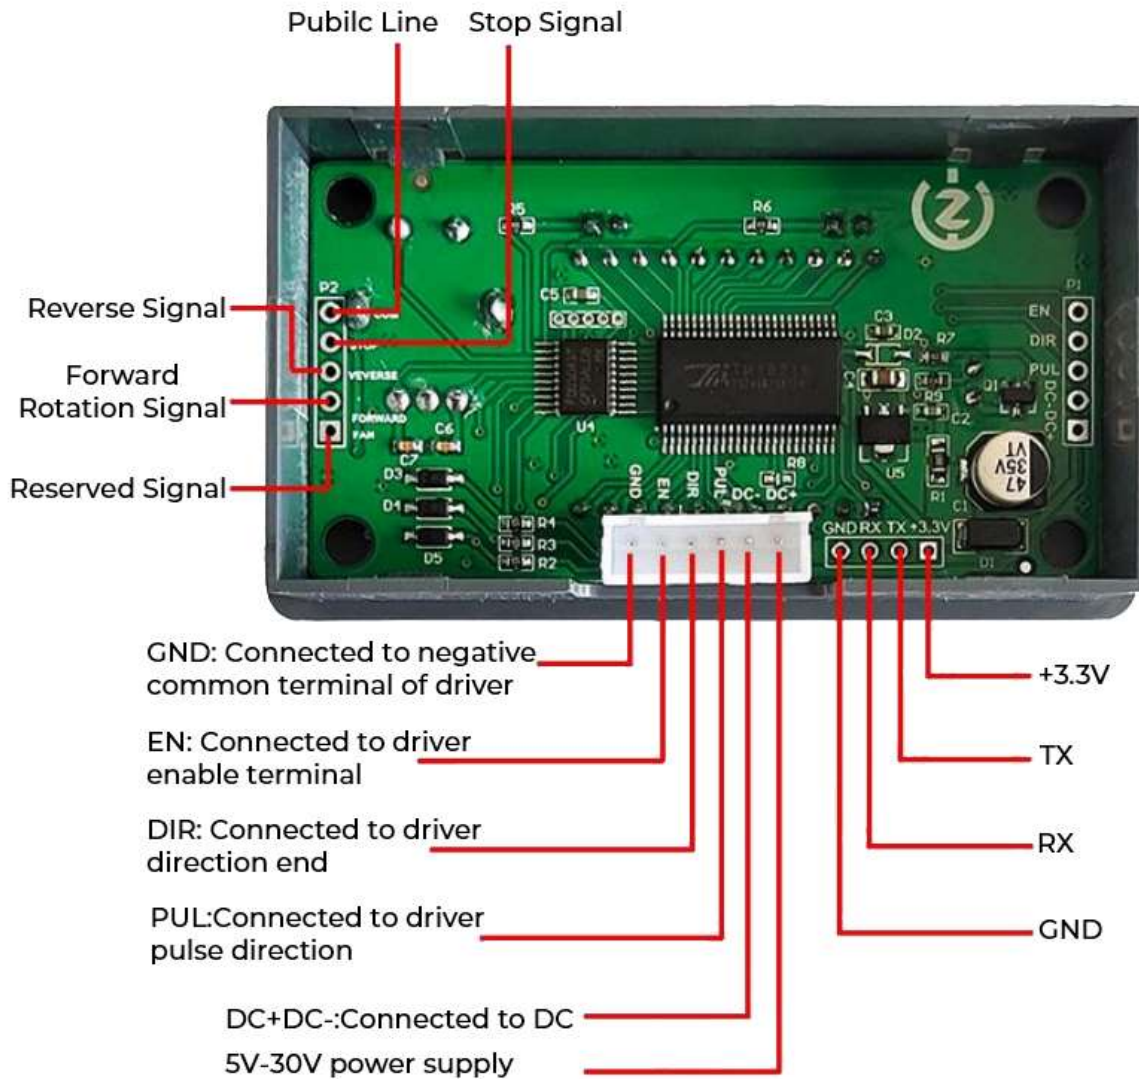 Pubilc Line
Stop Signal
Reverse Signal
Forward
Rotation Signal
Reserved Signal
P2
STOP
VEVERSE
FORWARD
FAN
R5
R6
C5
U4
C7
C6
D3
D4
D5
R4
R3
R2
C3
D2
R7
R9
C2
U5
R1
Q1
C1
D1
R8
47
35V
VT
P1
EN
DIR
PUL
DC-DC+
GND
EN
DIR
PUL
DC-
DC+
GND RX TX +3.3V
GND: Connected to negative
common terminal of driver
EN: Connected to driver
enable terminal
DIR: Connected to driver
direction end
PUL:Connected to driver
pulse direction
DC+DC-:Connected to DC
5V-30V power supply
+3.3V
TX
RX
GND